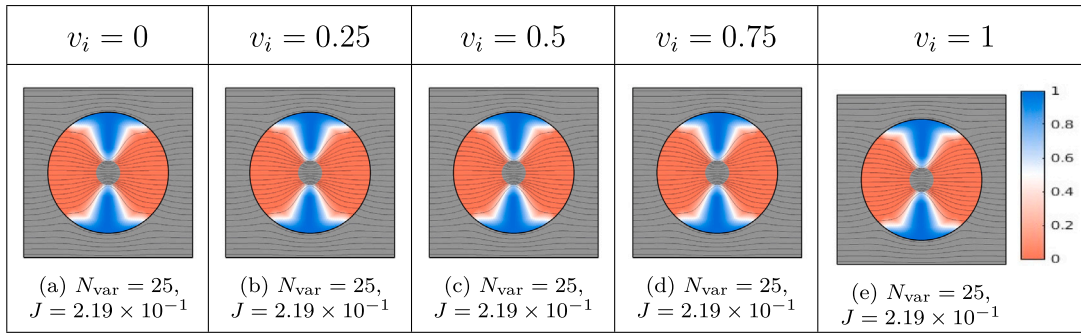 v_i = 0
v_i = 0.25
v_i = 0.5
v_i = 0.75
v_i = 1
1
0.8
0.6
0.4
0.2
0
(a) N_var = 25,
J = 2.19 × 10⁻¹
(b) N_var = 25,
J = 2.19 × 10⁻¹
(c) N_var = 25,
J = 2.19 × 10⁻¹
(d) N_var = 25,
J = 2.19 × 10⁻¹
(e) N_var = 25,
J = 2.19 × 10⁻¹